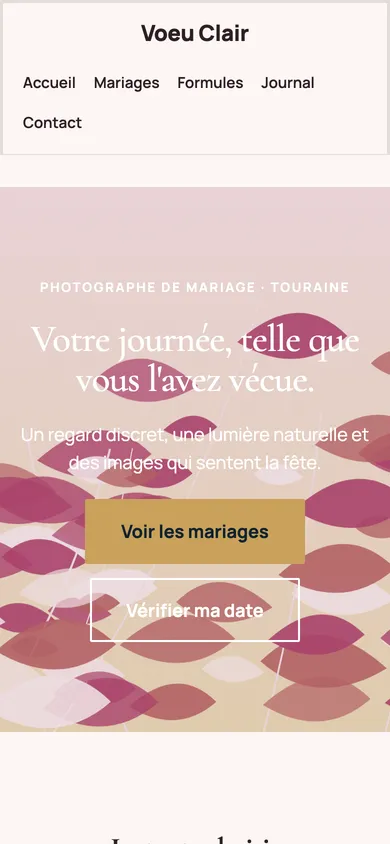 Voeu Clair
Accueil Mariages Formules Journal
Contact
PHOTOGRAPHE DE MARIAGE · TOURAINE
Votre journée, telle que
vous l'avez vécue.
Un regard discret, une lumière naturelle et
des images qui sentent la fête.
Voir les mariages
Vérifier ma date